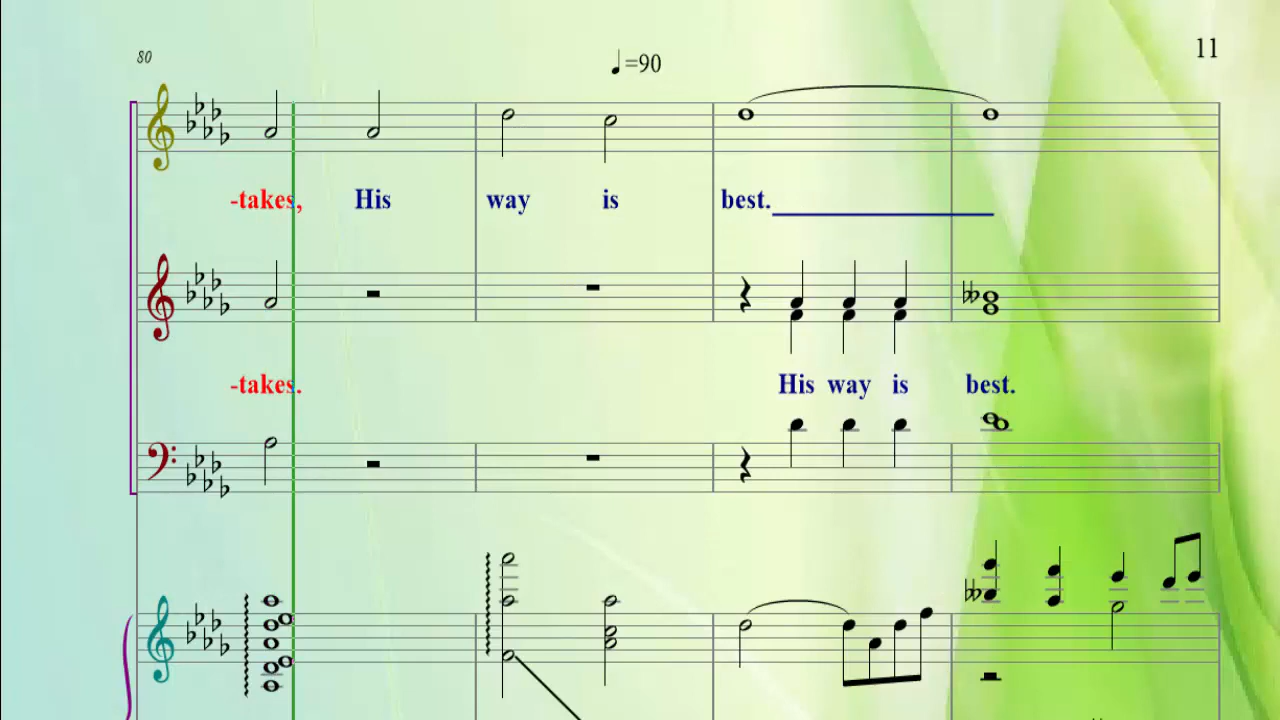 80
♩=90
11
-takes, His way is best.
-takes. His way is best.